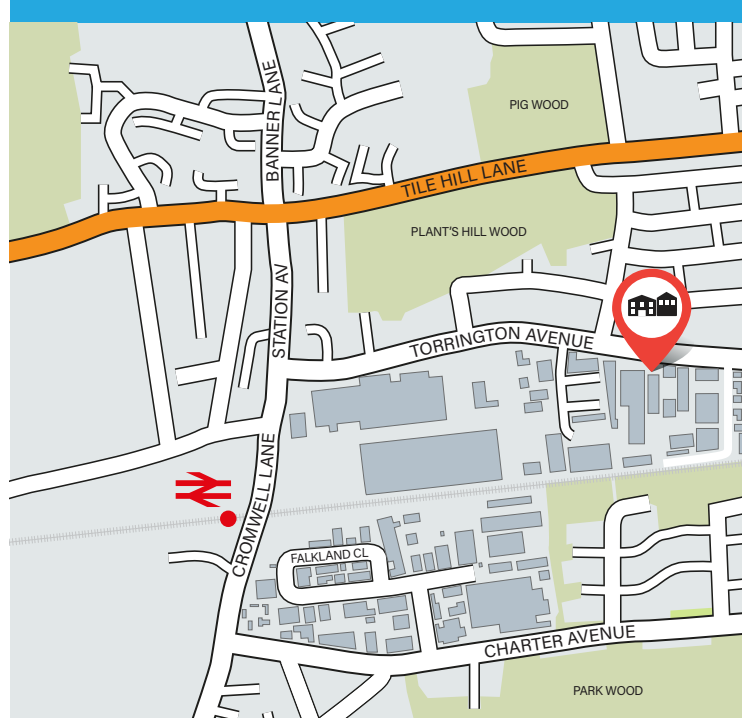 PIG WOOD
BANNER LANE
TILE HILL LANE
PLANT'S HILL WOOD
STATION AV
TORRINGTON AVENUE
CROMWELL LANE
FALKLAND CL
CHARTER AVENUE
PARK WOOD